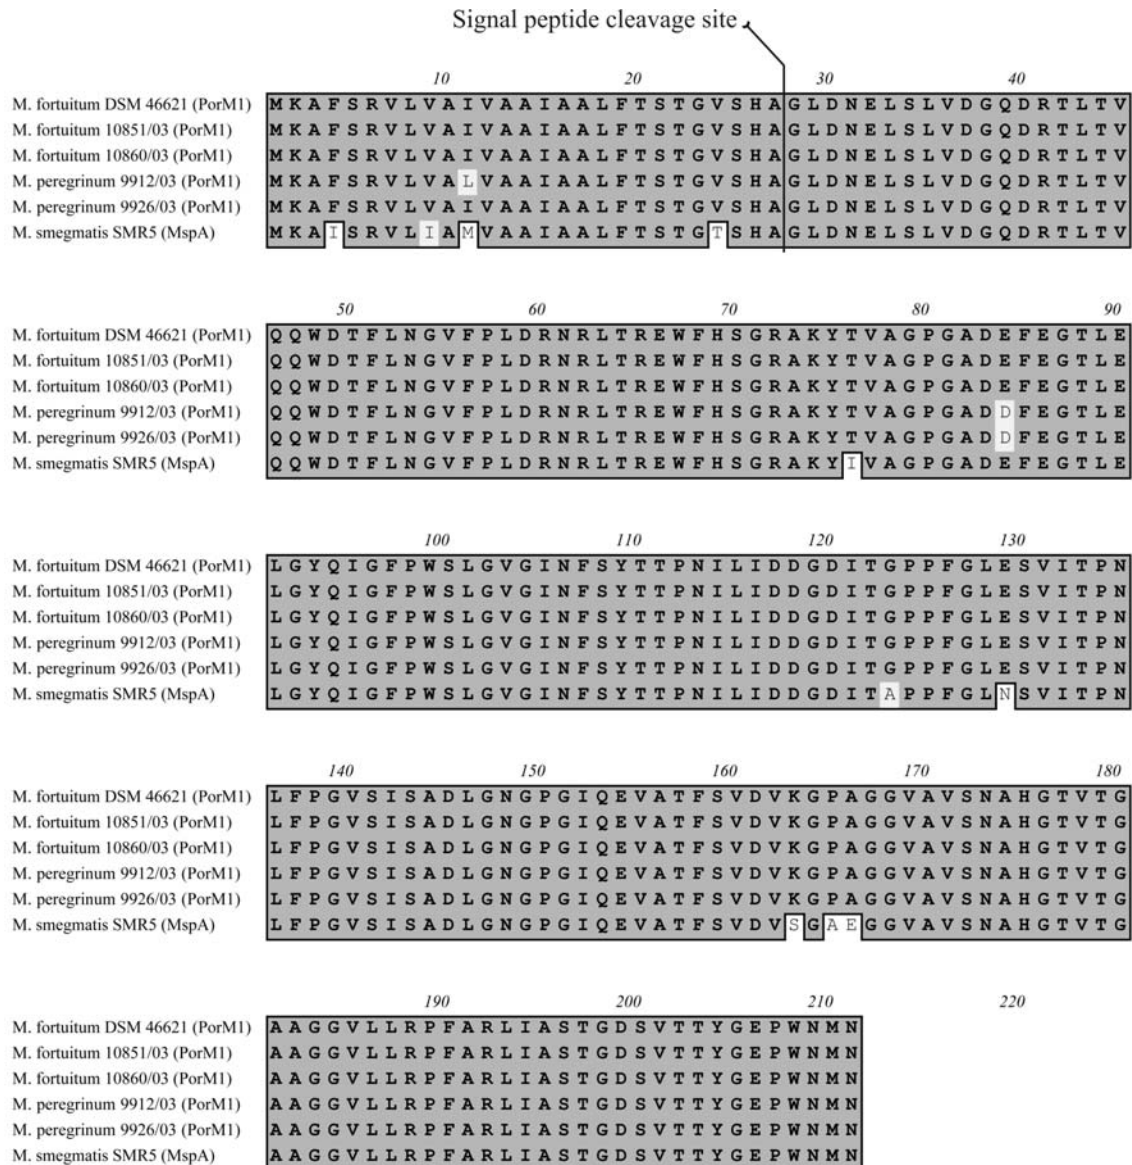 Signal peptide cleavage site
10 20 30 40
M. fortuitum DSM 46621 (PorM1) MKAFSRVLVAIVAAIAALFTSTGVSHAGLDNELSLVDGQDRTLTV
M. fortuitum 10851/03 (PorM1) MKAFSRVLVAIVAAIAALFTSTGVSHAGLDNELSLVDGQDRTLTV
M. fortuitum 10860/03 (PorM1) MKAFSRVLVAIVAAIAALFTSTGVSHAGLDNELSLVDGQDRTLTV
M. peregrinum 9912/03 (PorM1) MKAFSRVLVALVAAIAALFTSTGVSHAGLDNELSLVDGQDRTLTV
M. peregrinum 9926/03 (PorM1) MKAFSRVLVAIVAAIAALFTSTGVSHAGLDNELSLVDGQDRTLTV
M. smegmatis SMR5 (MspA) MKAISRVLIAMVAAIAALFTSTGTSHAGLDNELSLVDGQDRTLTV
50 60 70 80 90
M. fortuitum DSM 46621 (PorM1) QQWDTFLNGVFPLDRNRLTREWFHSGRAKYTVAGPGADEFEGTLE
M. fortuitum 10851/03 (PorM1) QQWDTFLNGVFPLDRNRLTREWFHSGRAKYTVAGPGADEFEGTLE
M. fortuitum 10860/03 (PorM1) QQWDTFLNGVFPLDRNRLTREWFHSGRAKYTVAGPGADEFEGTLE
M. peregrinum 9912/03 (PorM1) QQWDTFLNGVFPLDRNRLTREWFHSGRAKYTVAGPGADDFEGTLE
M. peregrinum 9926/03 (PorM1) QQWDTFLNGVFPLDRNRLTREWFHSGRAKYTVAGPGADDFEGTLE
M. smegmatis SMR5 (MspA) QQWDTFLNGVFPLDRNRLTREWFHSGRAKYIVAGPGADEFEGTLE
100 110 120 130
M. fortuitum DSM 46621 (PorM1) LGYQIGFPWSLGVGINFSYTTPNILIDDGDITGPPFGLESVITPN
M. fortuitum 10851/03 (PorM1) LGYQIGFPWSLGVGINFSYTTPNILIDDGDITGPPFGLESVITPN
M. fortuitum 10860/03 (PorM1) LGYQIGFPWSLGVGINFSYTTPNILIDDGDITGPPFGLESVITPN
M. peregrinum 9912/03 (PorM1) LGYQIGFPWSLGVGINFSYTTPNILIDDGDITGPPFGLESVITPN
M. peregrinum 9926/03 (PorM1) LGYQIGFPWSLGVGINFSYTTPNILIDDGDITGPPFGLESVITPN
M. smegmatis SMR5 (MspA) LGYQIGFPWSLGVGINFSYTTPNILIDDGDITAPPFGLNSVITPN
140 150 160 170 180
M. fortuitum DSM 46621 (PorM1) LFPGVSISADLGNGPGIQEVATFSVDVKGPAGGVAVSNAHGTVTG
M. fortuitum 10851/03 (PorM1) LFPGVSISADLGNGPGIQEVATFSVDVKGPAGGVAVSNAHGTVTG
M. fortuitum 10860/03 (PorM1) LFPGVSISADLGNGPGIQEVATFSVDVKGPAGGVAVSNAHGTVTG
M. peregrinum 9912/03 (PorM1) LFPGVSISADLGNGPGIQEVATFSVDVKGPAGGVAVSNAHGTVTG
M. peregrinum 9926/03 (PorM1) LFPGVSISADLGNGPGIQEVATFSVDVKGPAGGVAVSNAHGTVTG
M. smegmatis SMR5 (MspA) LFPGVSISADLGNGPGIQEVATFSVDVSGAEGGVAVSNAHGTVTG
190 200 210 220
M. fortuitum DSM 46621 (PorM1) AAGGVLLRPFARLIASTGDSVTTYGEPWNMN
M. fortuitum 10851/03 (PorM1) AAGGVLLRPFARLIASTGDSVTTYGEPWNMN
M. fortuitum 10860/03 (PorM1) AAGGVLLRPFARLIASTGDSVTTYGEPWNMN
M. peregrinum 9912/03 (PorM1) AAGGVLLRPFARLIASTGDSVTTYGEPWNMN
M. peregrinum 9926/03 (PorM1) AAGGVLLRPFARLIASTGDSVTTYGEPWNMN
M. smegmatis SMR5 (MspA) AAGGVLLRPFARLIASTGDSVTTYGEPWNMN